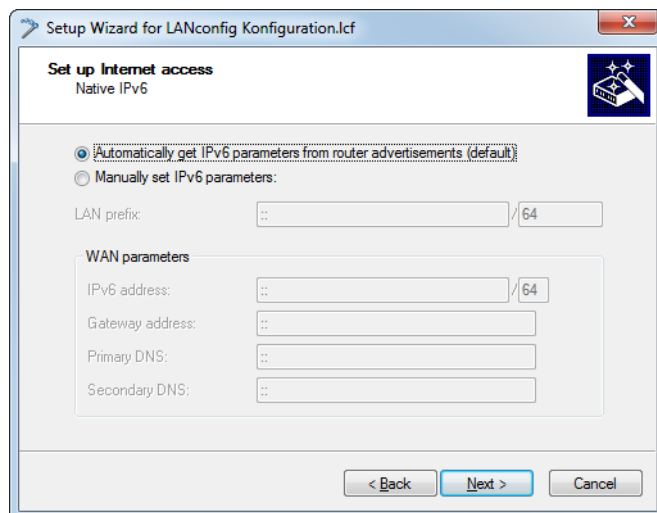 Setup Wizard for LANconfig Konfiguration.lcf
Set up Internet access
Native IPv6
Automatically get IPv6 parameters from router advertisements (default)
Manually set IPv6 parameters:
LAN prefix: :: / 64
WAN parameters
IPv6 address: :: / 64
Gateway address: ::
Primary DNS: ::
Secondary DNS: ::
< Back Next > Cancel